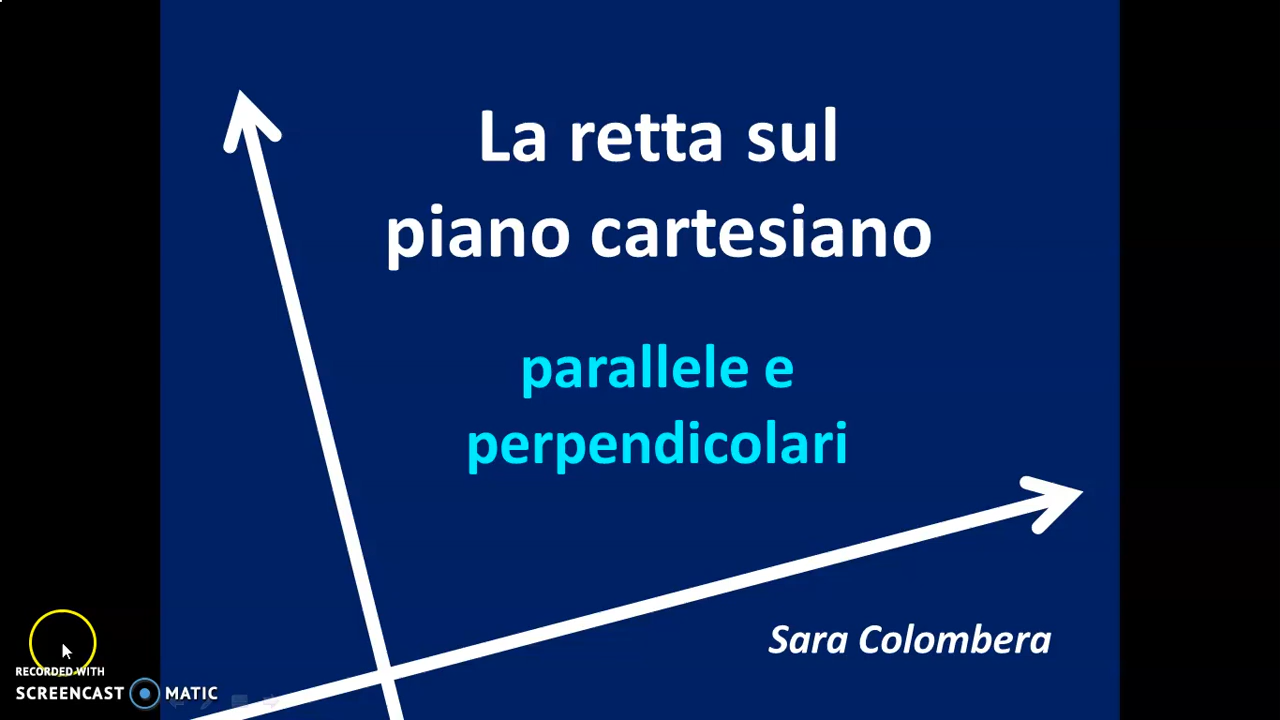 La retta sul
piano cartesiano
parallele e
perpendicolari
Sara Colombera
RECORDED WITH
SCREENCAST MATIC